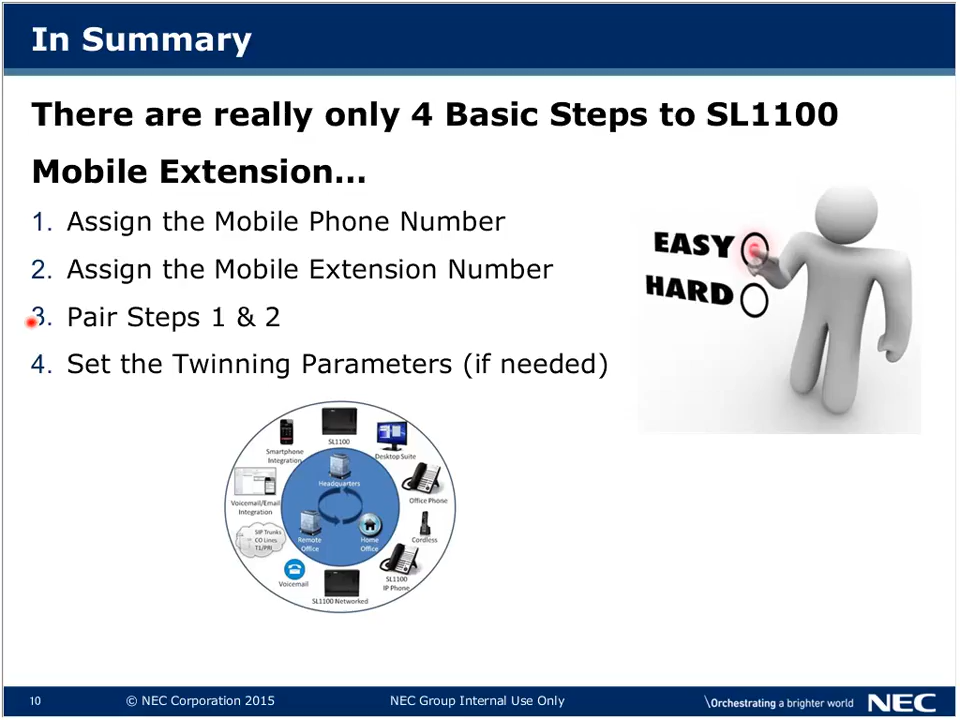 In Summary
There are really only 4 Basic Steps to SL1100
Mobile Extension...
1. Assign the Mobile Phone Number
2. Assign the Mobile Extension Number
3. Pair Steps 1 & 2
4. Set the Twinning Parameters (if needed)
EASY
HARD
SL1100
Smartphone
Integration
Desktop Suite
Headquarters
Voicemail/Email
Integration
Office Phone
SIP Trunks
CO Lines
T1/PRI
Remote
Office
Home
Office
Cordless
Voicemail
SL1100
IP Phone
SL1100 Networked
10
© NEC Corporation 2015
NEC Group Internal Use Only
\Orchestrating a brighter world
NEC